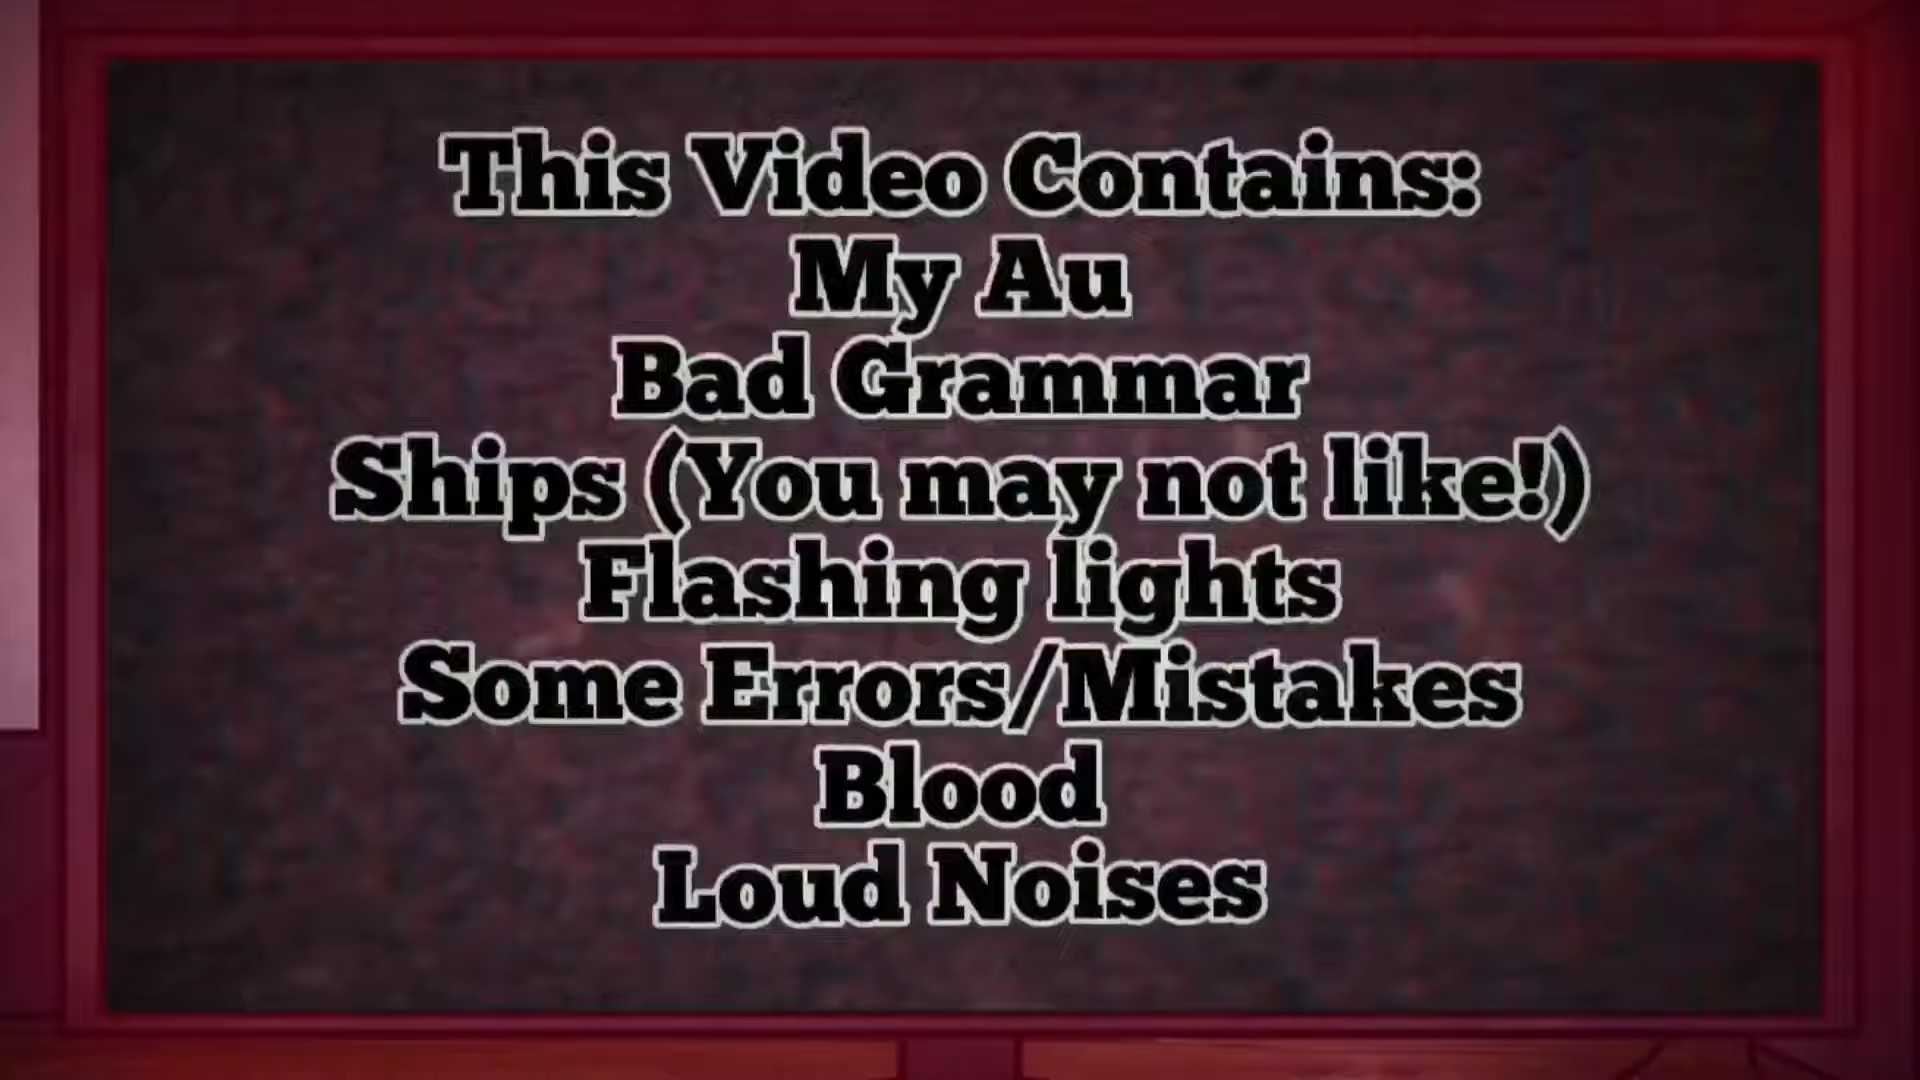 This Video Contains:
My Au
Bad Grammar
Ships (You may not like!)
Flashing lights
Some Errors/Mistakes
Blood
Loud Noises